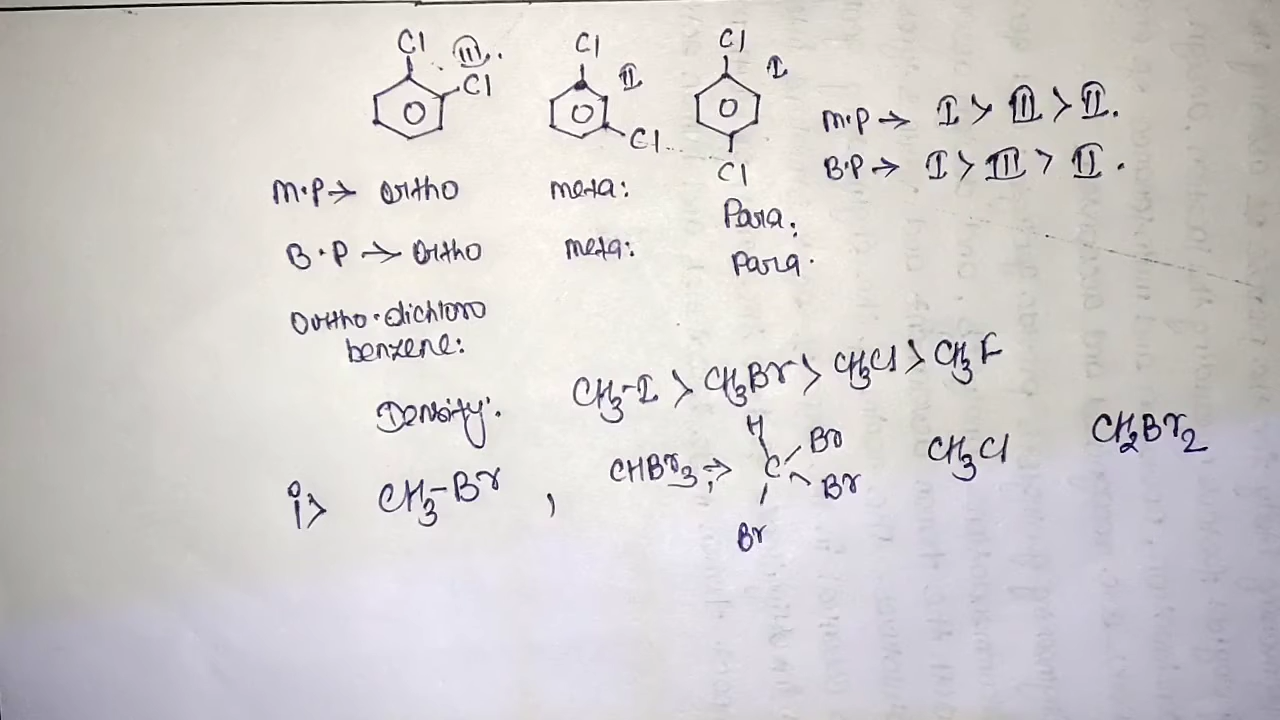 Cl III. Cl I
Cl II
Cl Cl Cl
M.P → I > III > II.
B.P → I > III > II.
M.P → Ortho meta: Para:
B.P → Ortho meta: Para.
Ortho-dichloro
benzene:
Density: CH3-I > CH3Br > CH3Cl > CH3F
i> CH3-Br , CHBr3 → H C Br Br Br CH3Cl CH2Br2